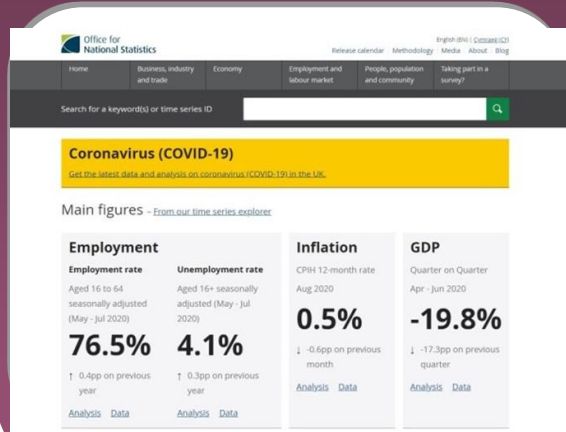 Office for
National Statistics
English (EN) | Cymraeg (CY)
Release calendar Methodology Media About Blog
Home
Business, industry
and trade
Economy
Employment and
labour market
People, population
and community
Taking part in a
survey?
Search for a keyword(s) or time series ID
Coronavirus (COVID-19)
Get the latest data and analysis on coronavirus (COVID-19) in the UK.
Main figures – From our time series explorer
Employment
Employment rate
Aged 16 to 64
seasonally adjusted
(May - Jul 2020)
76.5%
↑ 0.4pp on previous
year
Analysis Data
Unemployment rate
Aged 16+ seasonally
adjusted (May - Jul
2020)
4.1%
↑ 0.3pp on previous
year
Analysis Data
Inflation
CPIH 12-month rate
Aug 2020
0.5%
↓ -0.6pp on previous
month
Analysis Data
GDP
Quarter on Quarter
Apr - Jun 2020
-19.8%
↓ -17.3pp on previous
quarter
Analysis Data